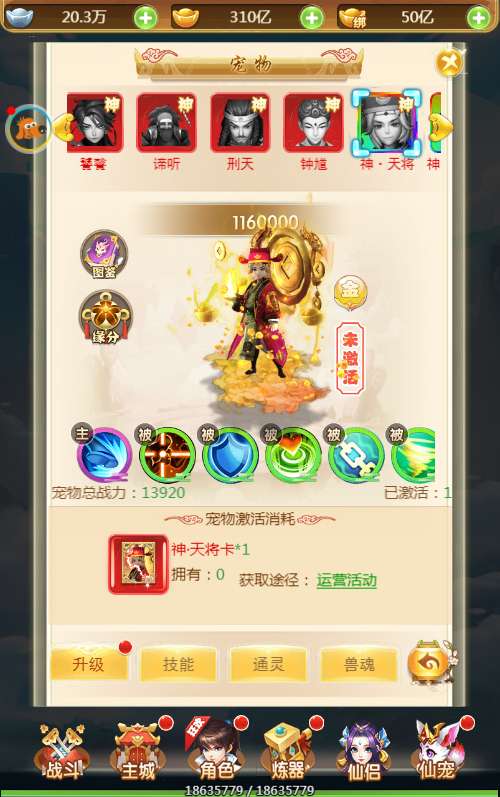 20.3万
310亿
绑
50亿
宠物
神 神 神 神 神
饕餮 谛听 刑天 钟馗 神·天将 神
1160000
图鉴
金
缘分
未激活
主 被 被 被 被 被
宠物总战力：13920
已激活：1
宠物激活消耗
神·天将卡*1
拥有：0 获取途径：运营活动
升级 技能 通灵 兽魂
战斗 主城 角色 炼器 仙侣 仙宠
18635779 / 18635779